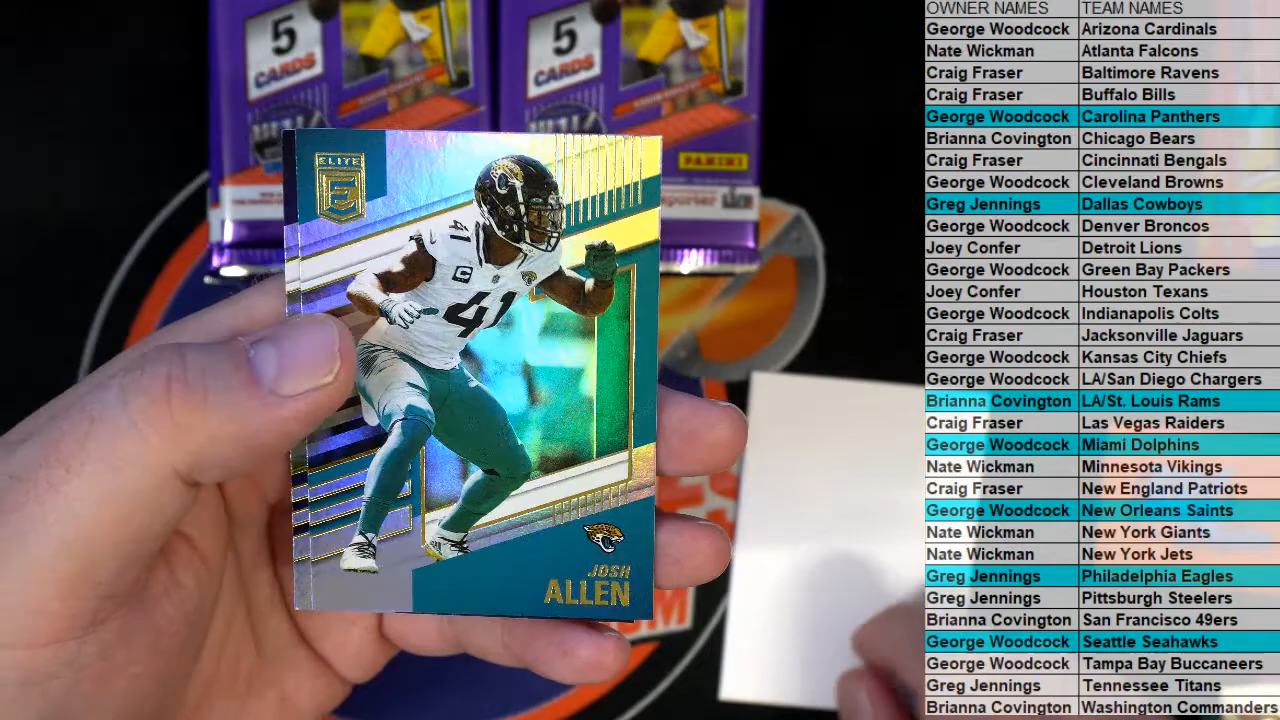 5
CARDS
5
CARDS
PANINI
ELITE
E
41
C
41
JOSH
ALLEN
OWNER NAMES TEAM NAMES
George Woodcock Arizona Cardinals
Nate Wickman Atlanta Falcons
Craig Fraser Baltimore Ravens
Craig Fraser Buffalo Bills
George Woodcock Carolina Panthers
Brianna Covington Chicago Bears
Craig Fraser Cincinnati Bengals
George Woodcock Cleveland Browns
Greg Jennings Dallas Cowboys
George Woodcock Denver Broncos
Joey Confer Detroit Lions
George Woodcock Green Bay Packers
Joey Confer Houston Texans
George Woodcock Indianapolis Colts
Craig Fraser Jacksonville Jaguars
George Woodcock Kansas City Chiefs
George Woodcock LA/San Diego Chargers
Brianna Covington LA/St. Louis Rams
Craig Fraser Las Vegas Raiders
George Woodcock Miami Dolphins
Nate Wickman Minnesota Vikings
Craig Fraser New England Patriots
George Woodcock New Orleans Saints
Nate Wickman New York Giants
Nate Wickman New York Jets
Greg Jennings Philadelphia Eagles
Greg Jennings Pittsburgh Steelers
Brianna Covington San Francisco 49ers
George Woodcock Seattle Seahawks
George Woodcock Tampa Bay Buccaneers
Greg Jennings Tennessee Titans
Brianna Covington Washington Commanders